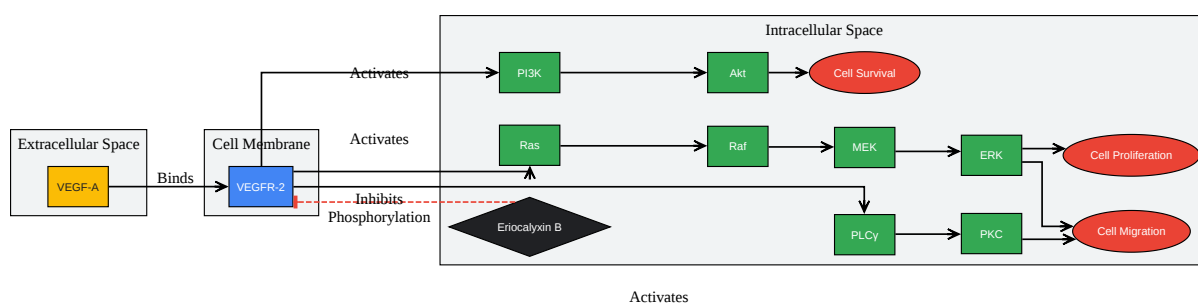 Intracellular Space
Activates
PI3K
Akt
Cell Survival
Extracellular Space
Cell Membrane
Activates
Ras
Raf
MEK
ERK
Cell Proliferation
VEGF-A
Binds
VEGFR-2
Inhibits
Phosphorylation
Eriocalyxin B
PLCγ
PKC
Cell Migration
Activates